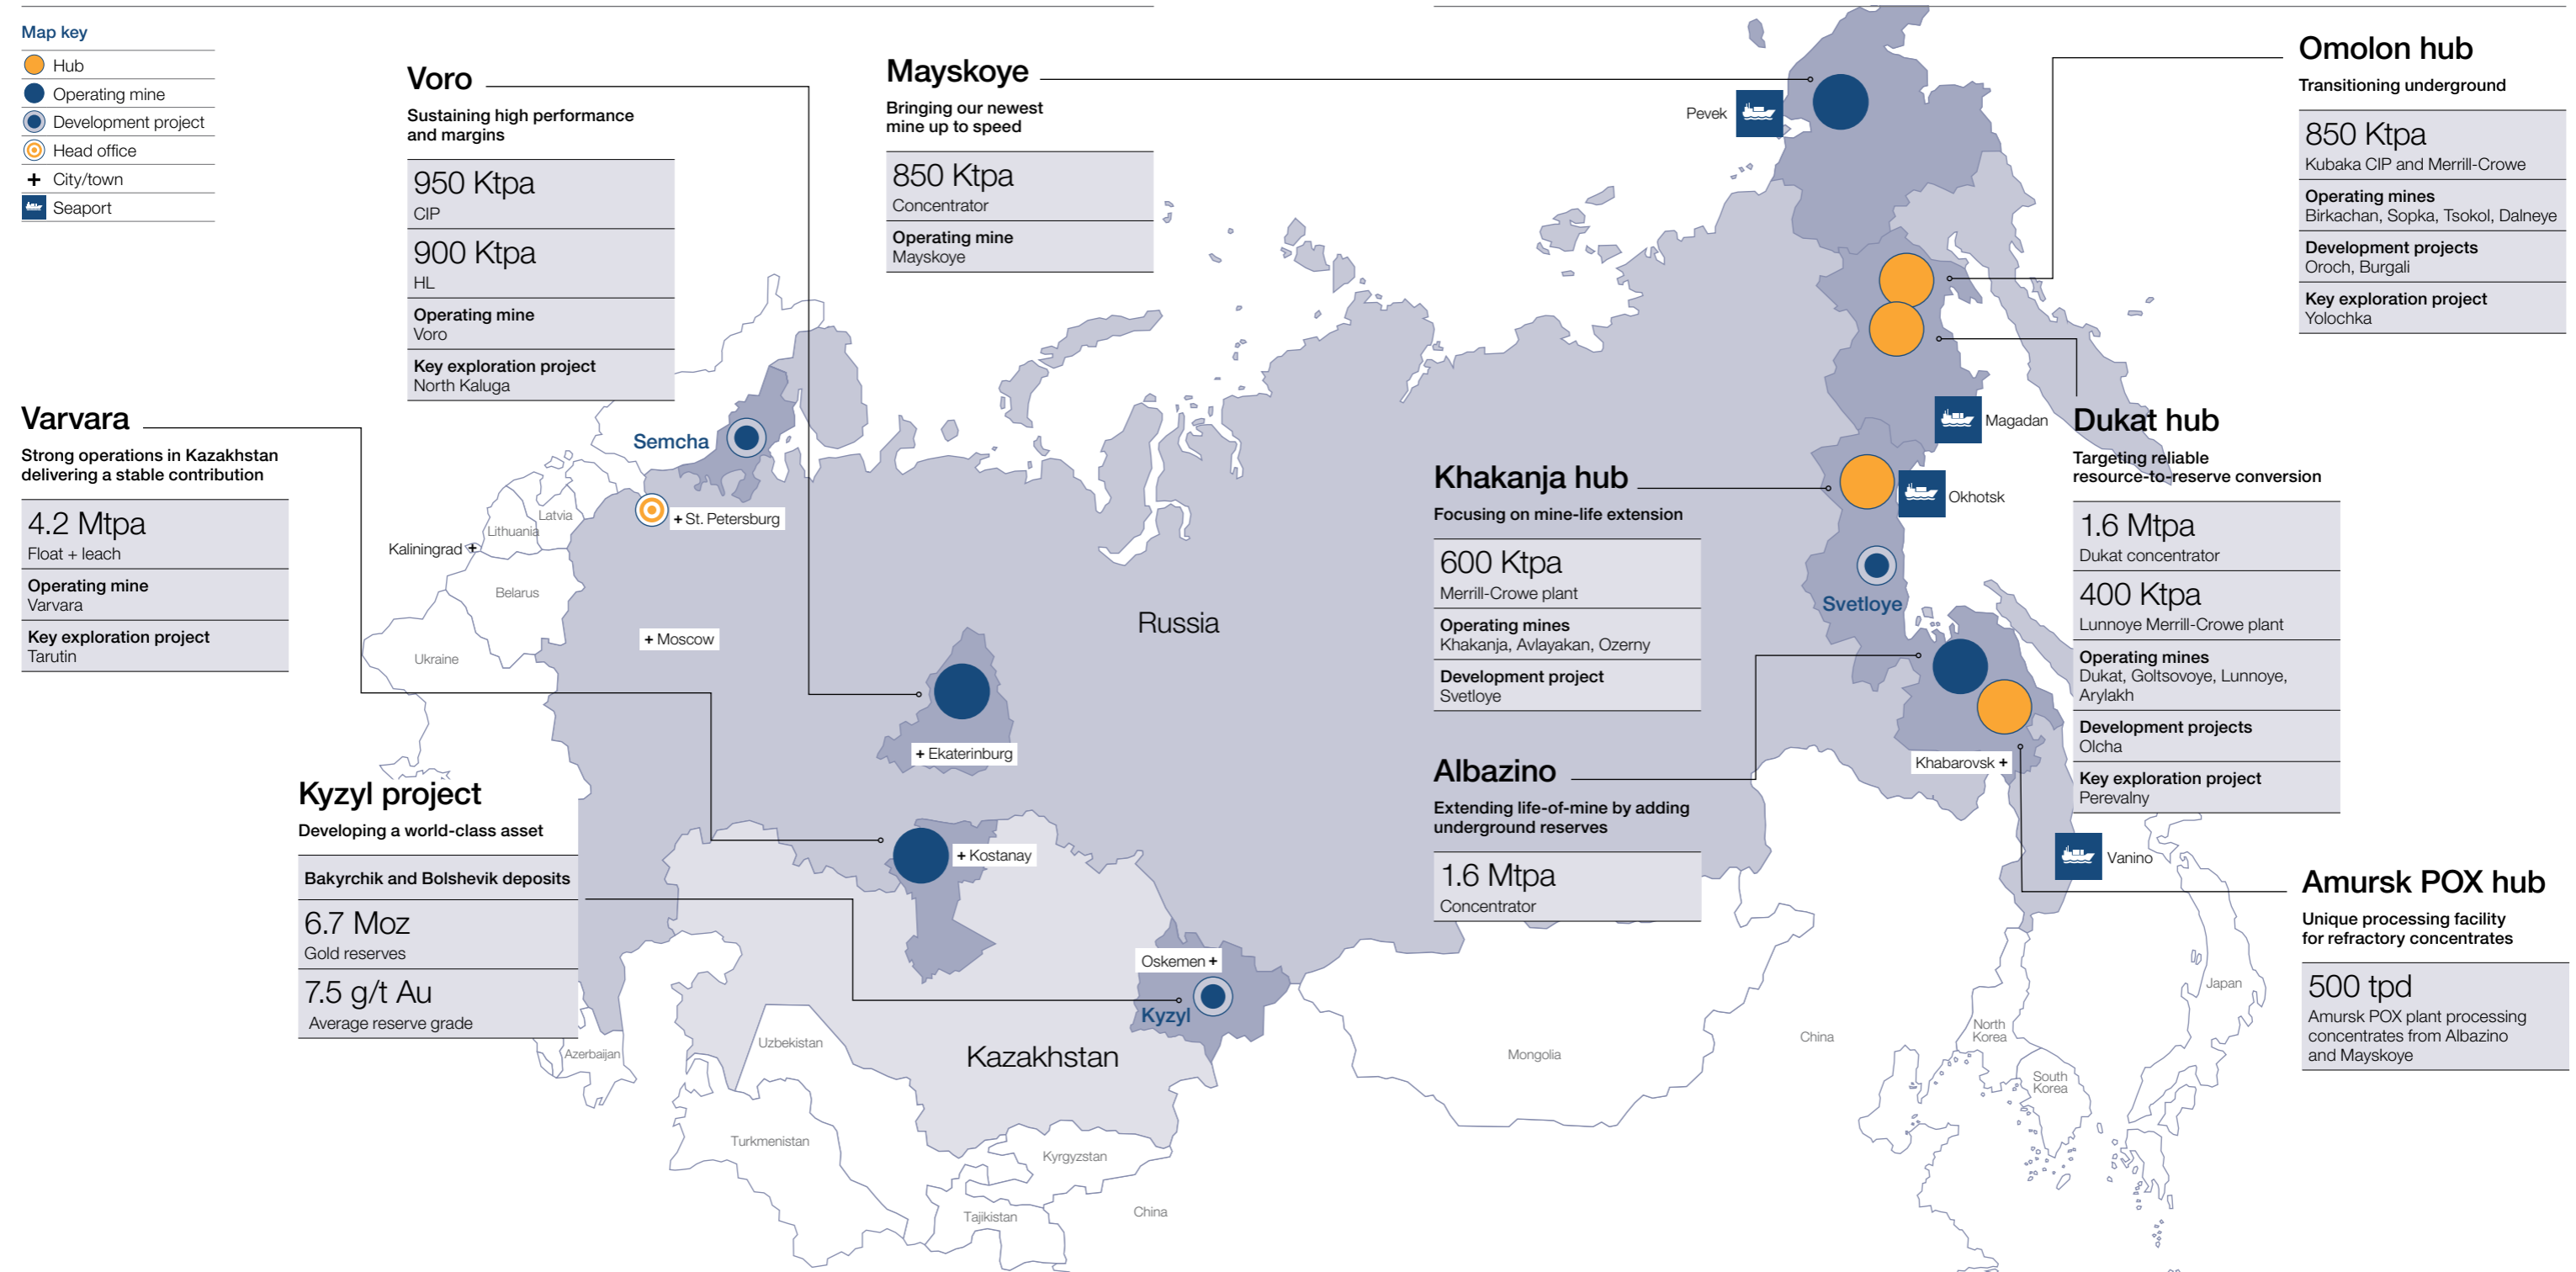 Map key
Hub
Operating mine
Development project
Head office
City/town
Seaport
Voro
Sustaining high performance
and margins
950 Ktpa
CIP
900 Ktpa
HL
Operating mine
Voro
Key exploration project
North Kaluga
Mayskoye
Bringing our newest
mine up to speed
850 Ktpa
Concentrator
Operating mine
Mayskoye
Omolon hub
Transitioning underground
850 Ktpa
Kubaka CIP and Merrill-Crowe
Operating mines
Birkachan, Sopka, Tsokol, Dalneye
Development projects
Oroch, Burgali
Key exploration project
Yolochka
Varvara
Strong operations in Kazakhstan
delivering a stable contribution
4.2 Mtpa
Float + leach
Operating mine
Varvara
Key exploration project
Tarutin
Khakanja hub
Focusing on mine-life extension
600 Ktpa
Merrill-Crowe plant
Operating mines
Khakanja, Avlayakan, Ozerny
Development project
Svetloye
Dukat hub
Targeting reliable
resource-to-reserve conversion
1.6 Mtpa
Dukat concentrator
400 Ktpa
Lunnoye Merrill-Crowe plant
Operating mines
Dukat, Goltsovoye, Lunnoye,
Arylakh
Development projects
Olcha
Key exploration project
Perevalny
Kyzyl project
Developing a world-class asset
Bakyrchik and Bolshevik deposits
6.7 Moz
Gold reserves
7.5 g/t Au
Average reserve grade
Albazino
Extending life-of-mine by adding
underground reserves
1.6 Mtpa
Concentrator
Amursk POX hub
Unique processing facility
for refractory concentrates
500 tpd
Amursk POX plant processing
concentrates from Albazino
and Mayskoye
Pevek
Magadan
Okhotsk
Semcha
St. Petersburg
Latvia
Lithuania
Kaliningrad
Belarus
Ukraine
Moscow
Russia
Svetloye
Ekaterinburg
Khabarovsk
Vanino
Kostanay
Oskemen
Kyzyl
Kazakhstan
Azerbaijan
Uzbekistan
Turkmenistan
Kyrgyzstan
Tajikistan
China
Mongolia
China
North
Korea
South
Korea
Japan